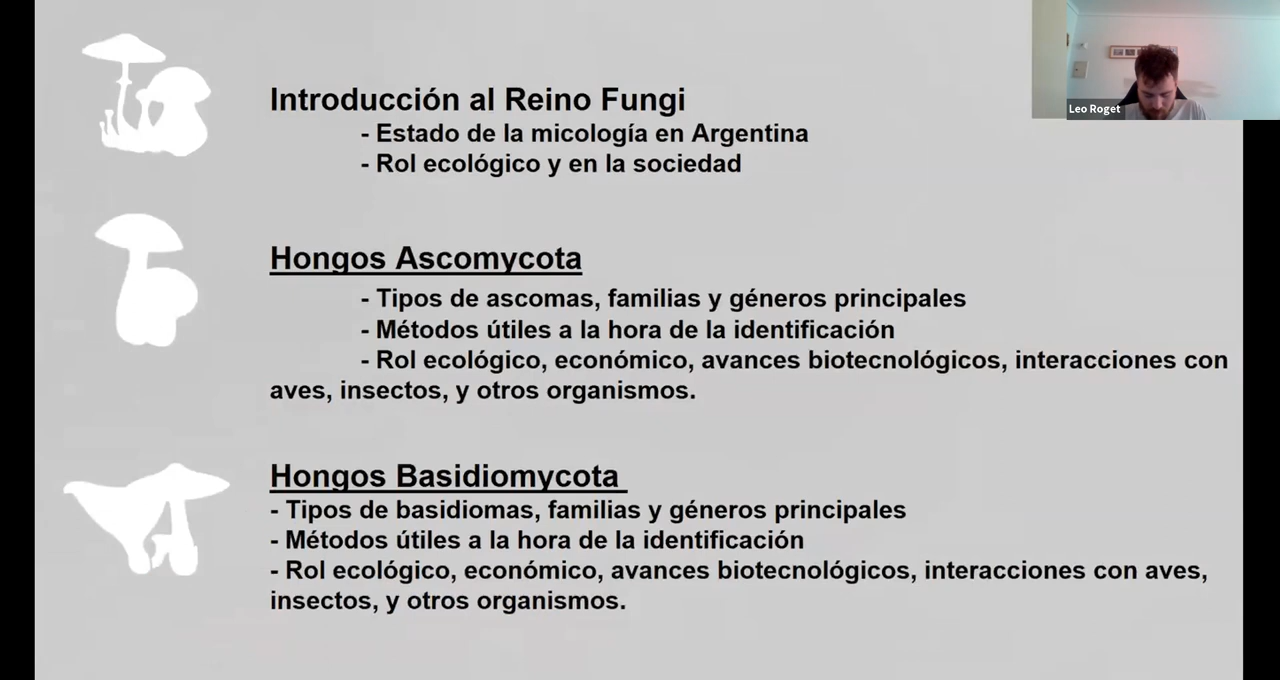 Leo Roget
Introducción al Reino Fungi
- Estado de la micología en Argentina
- Rol ecológico y en la sociedad
Hongos Ascomycota
- Tipos de ascomas, familias y géneros principales
- Métodos útiles a la hora de la identificación
- Rol ecológico, económico, avances biotecnológicos, interacciones con
aves, insectos, y otros organismos.
Hongos Basidiomycota
- Tipos de basidiomas, familias y géneros principales
- Métodos útiles a la hora de la identificación
- Rol ecológico, económico, avances biotecnológicos, interacciones con aves,
insectos, y otros organismos.